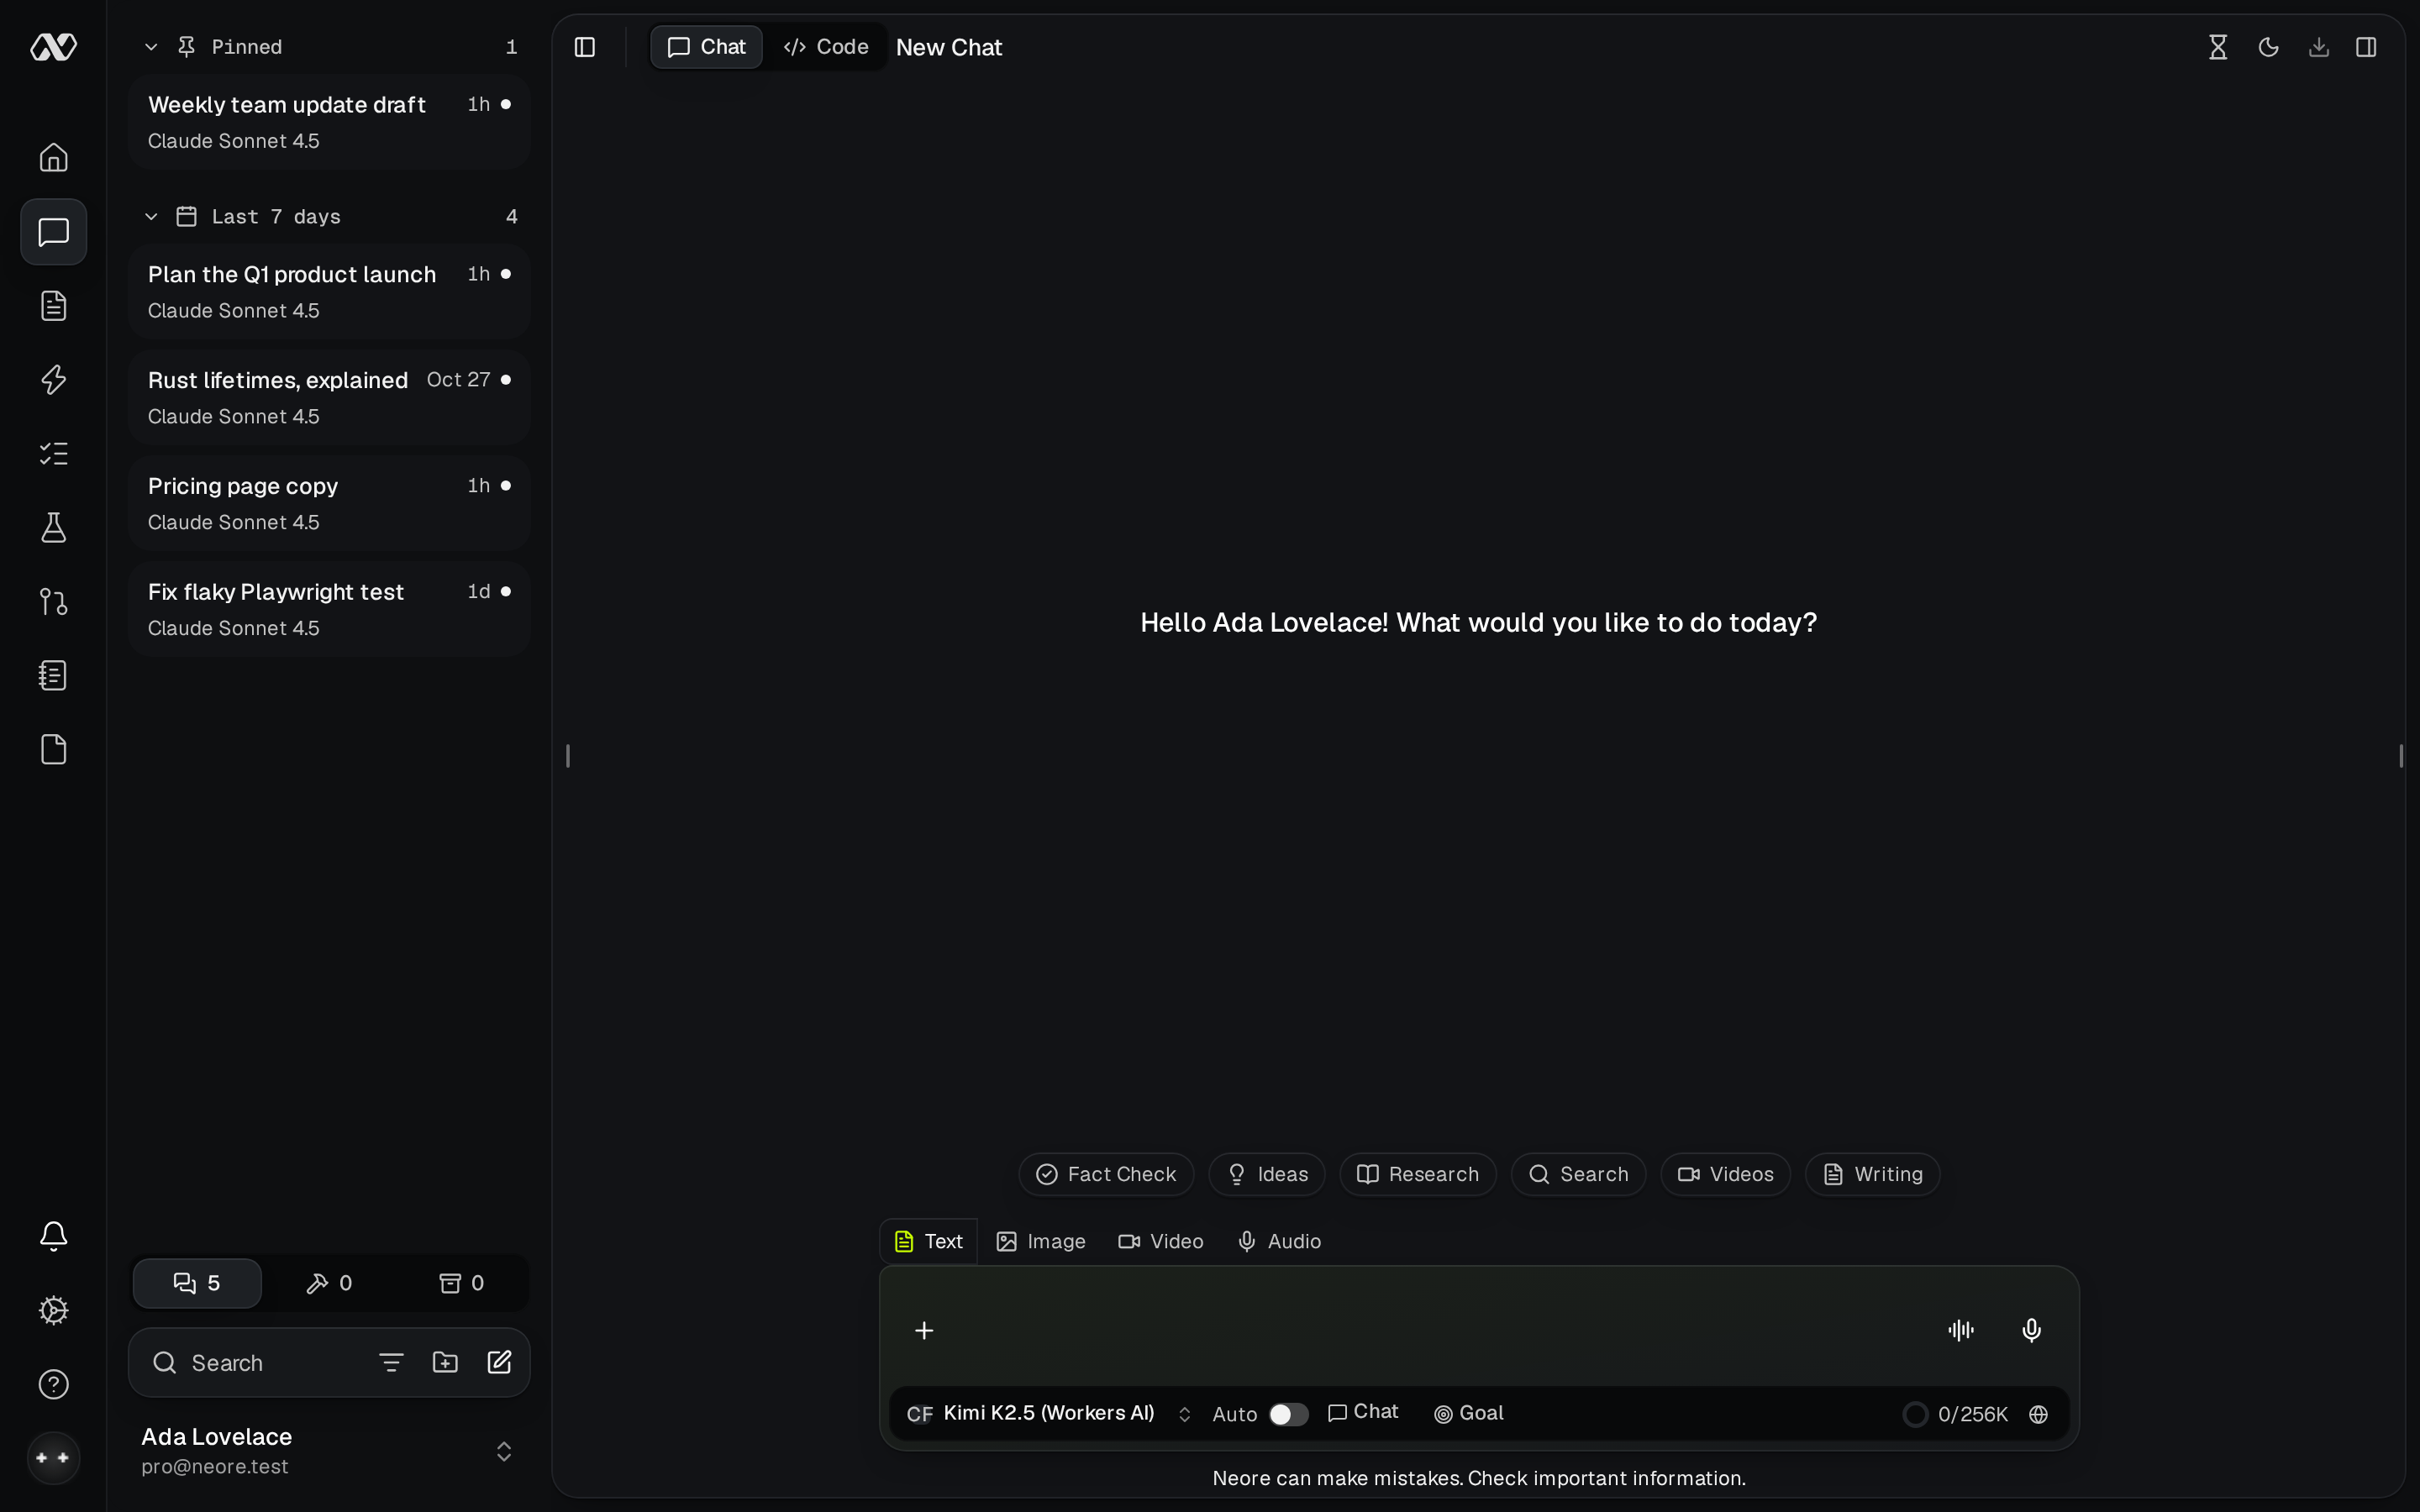 Pinned 1
Weekly team update draft 1h
Claude Sonnet 4.5
Last 7 days 4
Plan the Q1 product launch 1h
Claude Sonnet 4.5
Rust lifetimes, explained Oct 27
Claude Sonnet 4.5
Pricing page copy 1h
Claude Sonnet 4.5
Fix flaky Playwright test 1d
Claude Sonnet 4.5
5 0 0
Search
Ada Lovelace
pro@neore.test
Chat Code New Chat
Hello Ada Lovelace! What would you like to do today?
Fact Check Ideas Research Search Videos Writing
Text Image Video Audio
CF Kimi K2.5 (Workers AI) Auto Chat Goal 0/256K
Neore can make mistakes. Check important information.